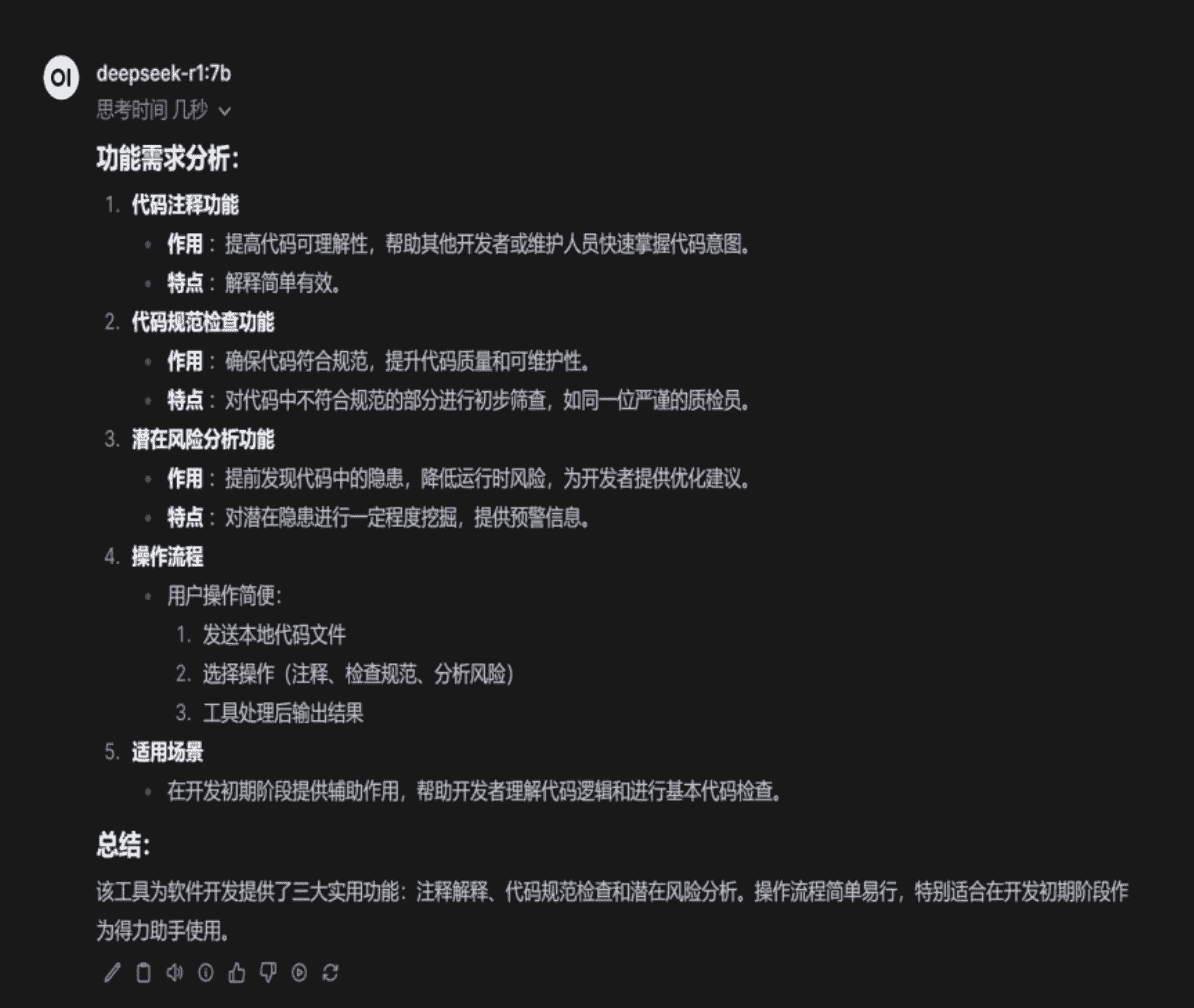 OI deepseek-r1:7b
思考时间 几秒
功能需求分析：
1. 代码注释功能
作用：提高代码可理解性，帮助其他开发者或维护人员快速掌握代码意图。
特点：解释简单有效。
2. 代码规范检查功能
作用：确保代码符合规范，提升代码质量和可维护性。
特点：对代码中不符合规范的部分进行初步筛查，如同一位严谨的质检员。
3. 潜在风险分析功能
作用：提前发现代码中的隐患，降低运行时风险，为开发者提供优化建议。
特点：对潜在隐患进行一定程度挖掘，提供预警信息。
4. 操作流程
用户操作简便：
1. 发送本地代码文件
2. 选择操作（注释、检查规范、分析风险）
3. 工具处理后输出结果
5. 适用场景
在开发初期阶段提供辅助作用，帮助开发者理解代码逻辑和进行基本代码检查。
总结：
该工具为软件开发提供了三大实用功能：注释解释、代码规范检查和潜在风险分析。操作流程简单易行，特别适合在开发初期阶段作
为得力助手使用。